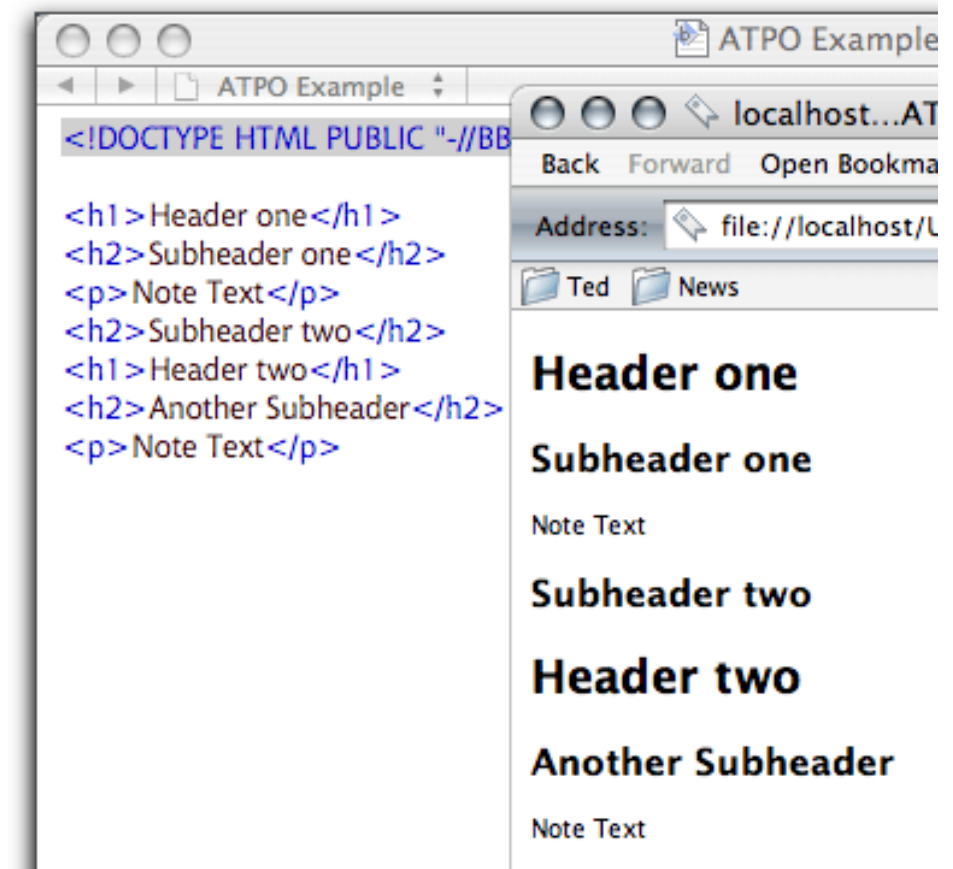 ATPO Example
ATPO Example
<!DOCTYPE HTML PUBLIC "-//BB
<h1>Header one</h1>
<h2>Subheader one</h2>
<p>Note Text</p>
<h2>Subheader two</h2>
<h1>Header two</h1>
<h2>Another Subheader</h2>
<p>Note Text</p>
localhost...AT
Back Forward Open Bookma
Address: file://localhost/U
Ted News
Header one
Subheader one
Note Text
Subheader two
Header two
Another Subheader
Note Text